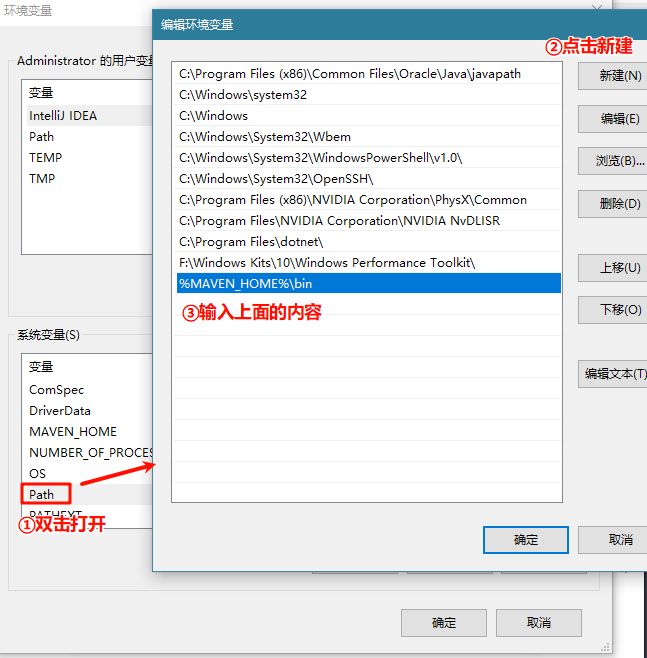 环境变量
编辑环境变量
②点击新建
Administrator 的用户变量
变量
IntelliJ IDEA
Path
TEMP
TMP
C:\Program Files (x86)\Common Files\Oracle\Java\javapath
C:\Windows\system32
C:\Windows
C:\Windows\System32\Wbem
C:\Windows\System32\WindowsPowerShell\v1.0\
C:\Windows\System32\OpenSSH\
C:\Program Files (x86)\NVIDIA Corporation\PhysX\Common
C:\Program Files\NVIDIA Corporation\NVIDIA NvDLISR
C:\Program Files\dotnet\
F:\Windows Kits\10\Windows Performance Toolkit\
%MAVEN_HOME%\bin
③输入上面的内容
新建(N)
编辑(E)
浏览(B)...
删除(D)
上移(U)
下移(O)
编辑文本(T)
系统变量(S)
变量
ComSpec
DriverData
MAVEN_HOME
NUMBER_OF_PROCES
OS
Path
PATHEXT
①双击打开
确定
取消
确定
取消